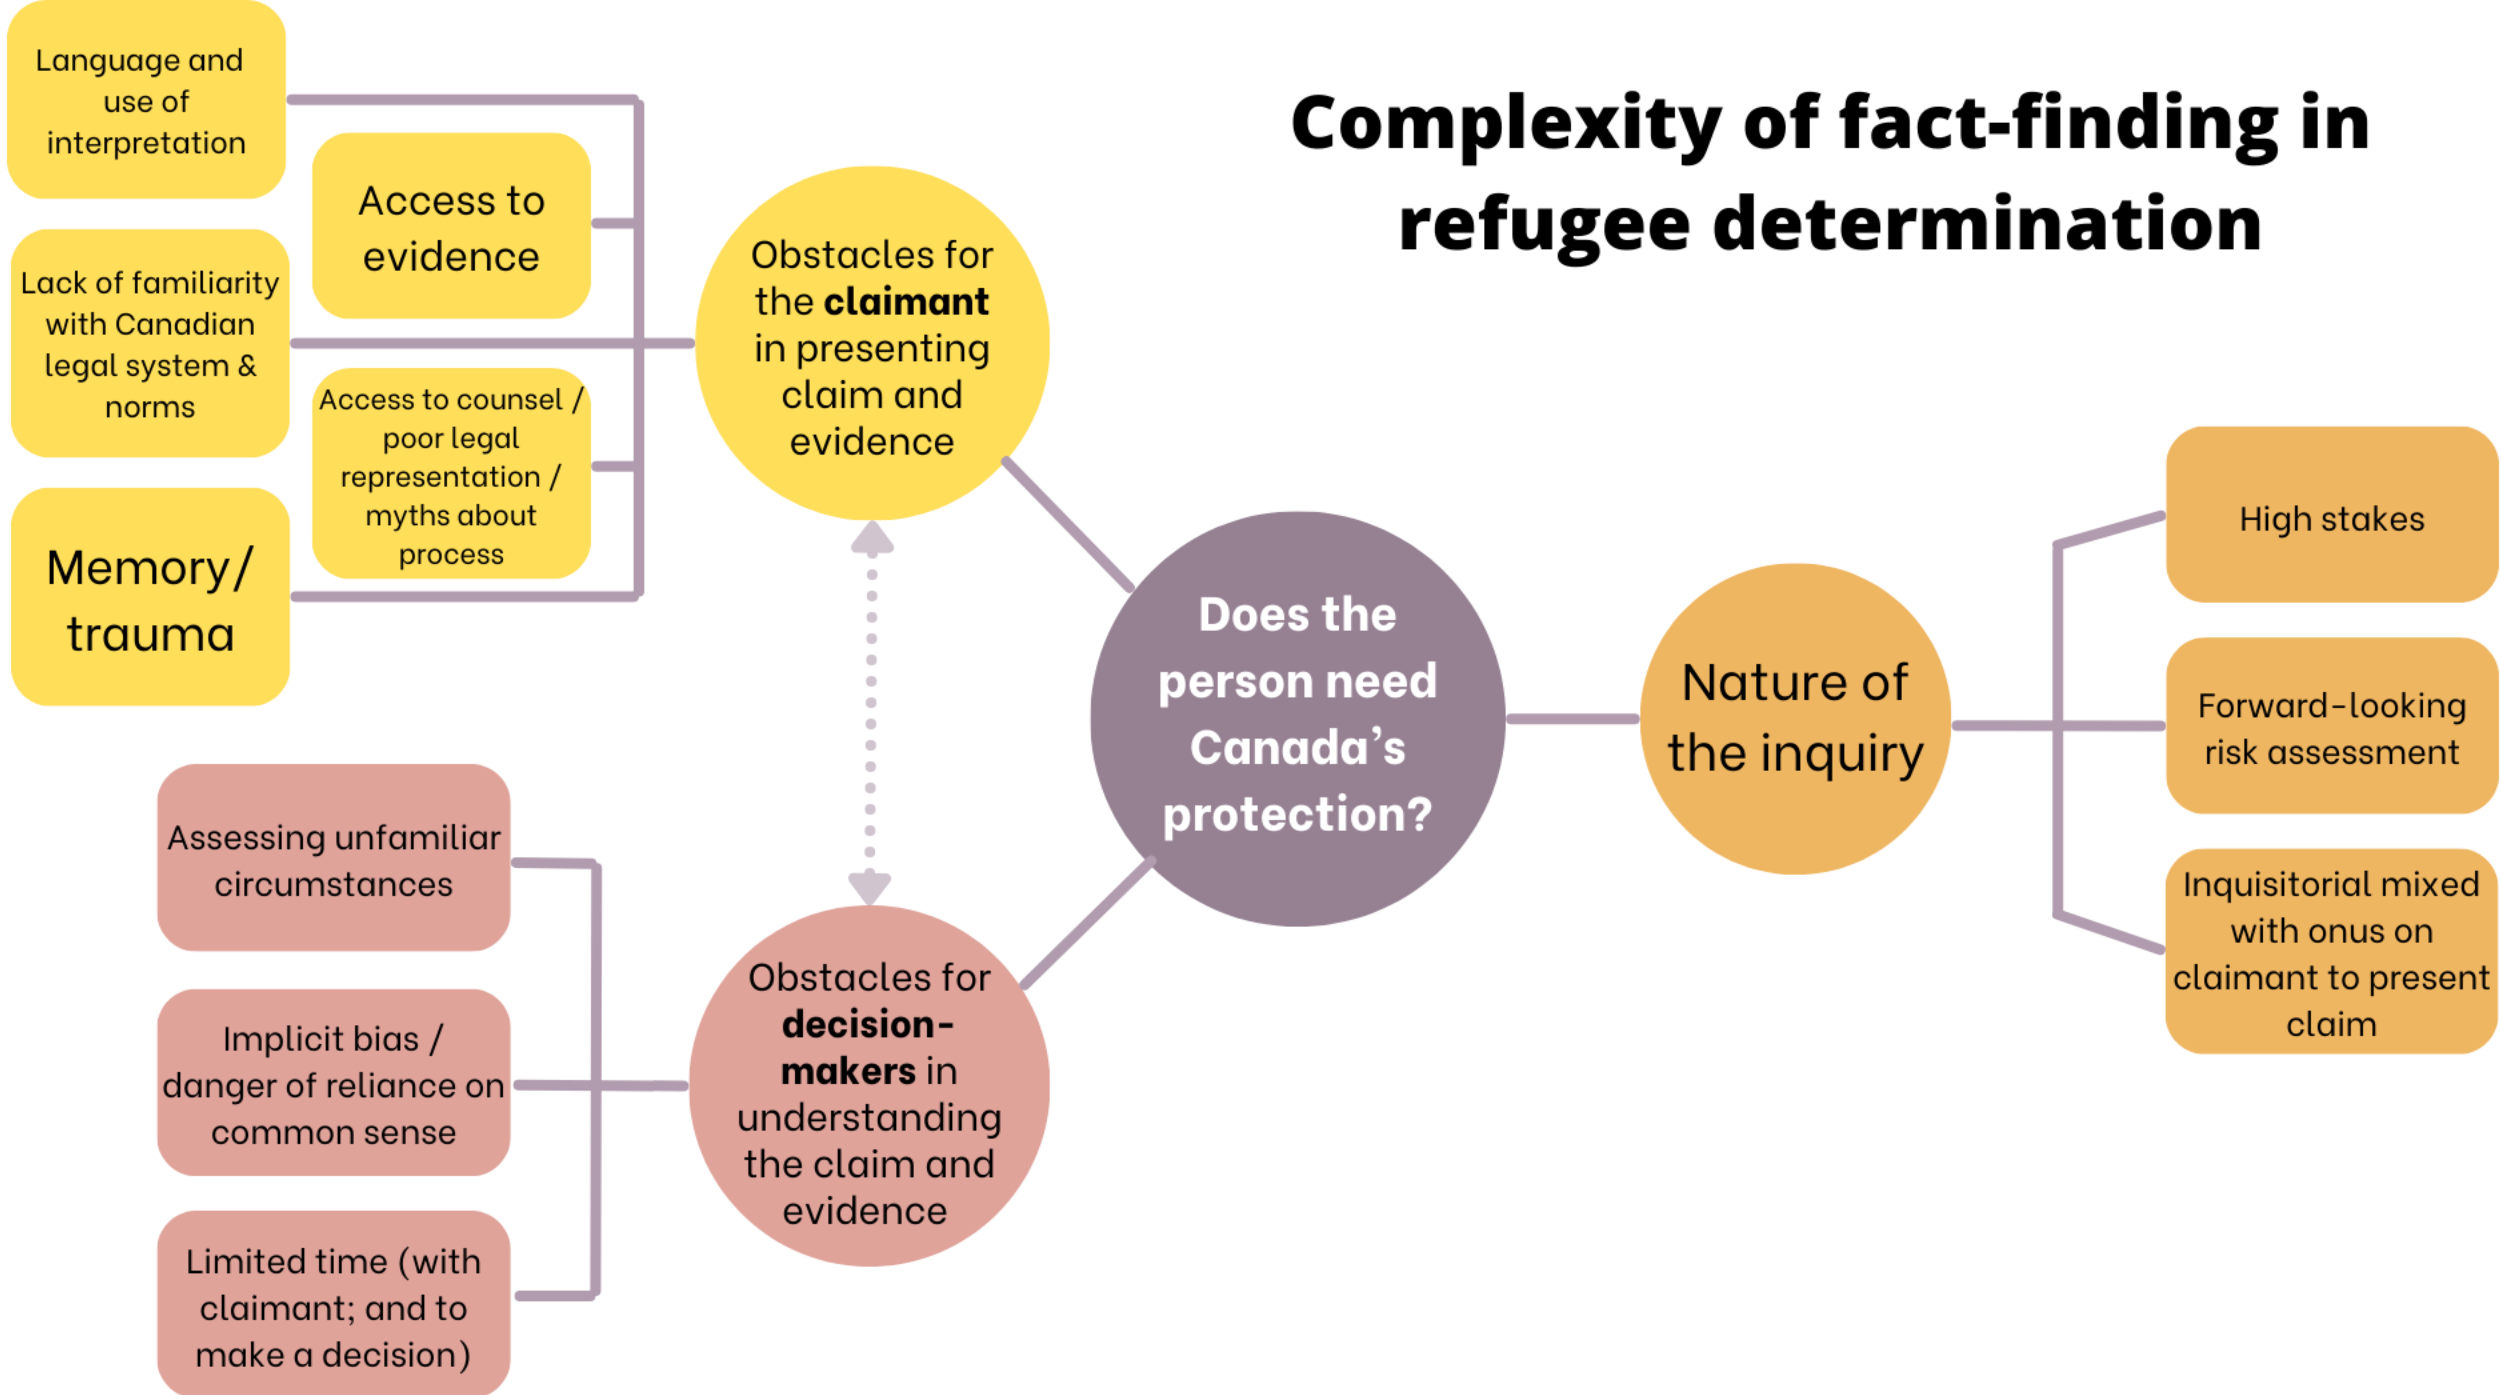 Complexity of fact-finding in
refugee determination
Language and
use of
interpretation
Access to
evidence
Lack of familiarity
with Canadian
legal system &
norms
Access to counsel /
poor legal
representation /
myths about
process
Memory/
trauma
Obstacles for
the claimant
in presenting
claim and
evidence
Does the
person need
Canada's
protection?
Nature of
the inquiry
High stakes
Forward-looking
risk assessment
Inquisitorial mixed
with onus on
claimant to present
claim
Assessing unfamiliar
circumstances
Implicit bias /
danger of reliance on
common sense
Limited time (with
claimant; and to
make a decision)
Obstacles for
decision-
makers in
understanding
the claim and
evidence